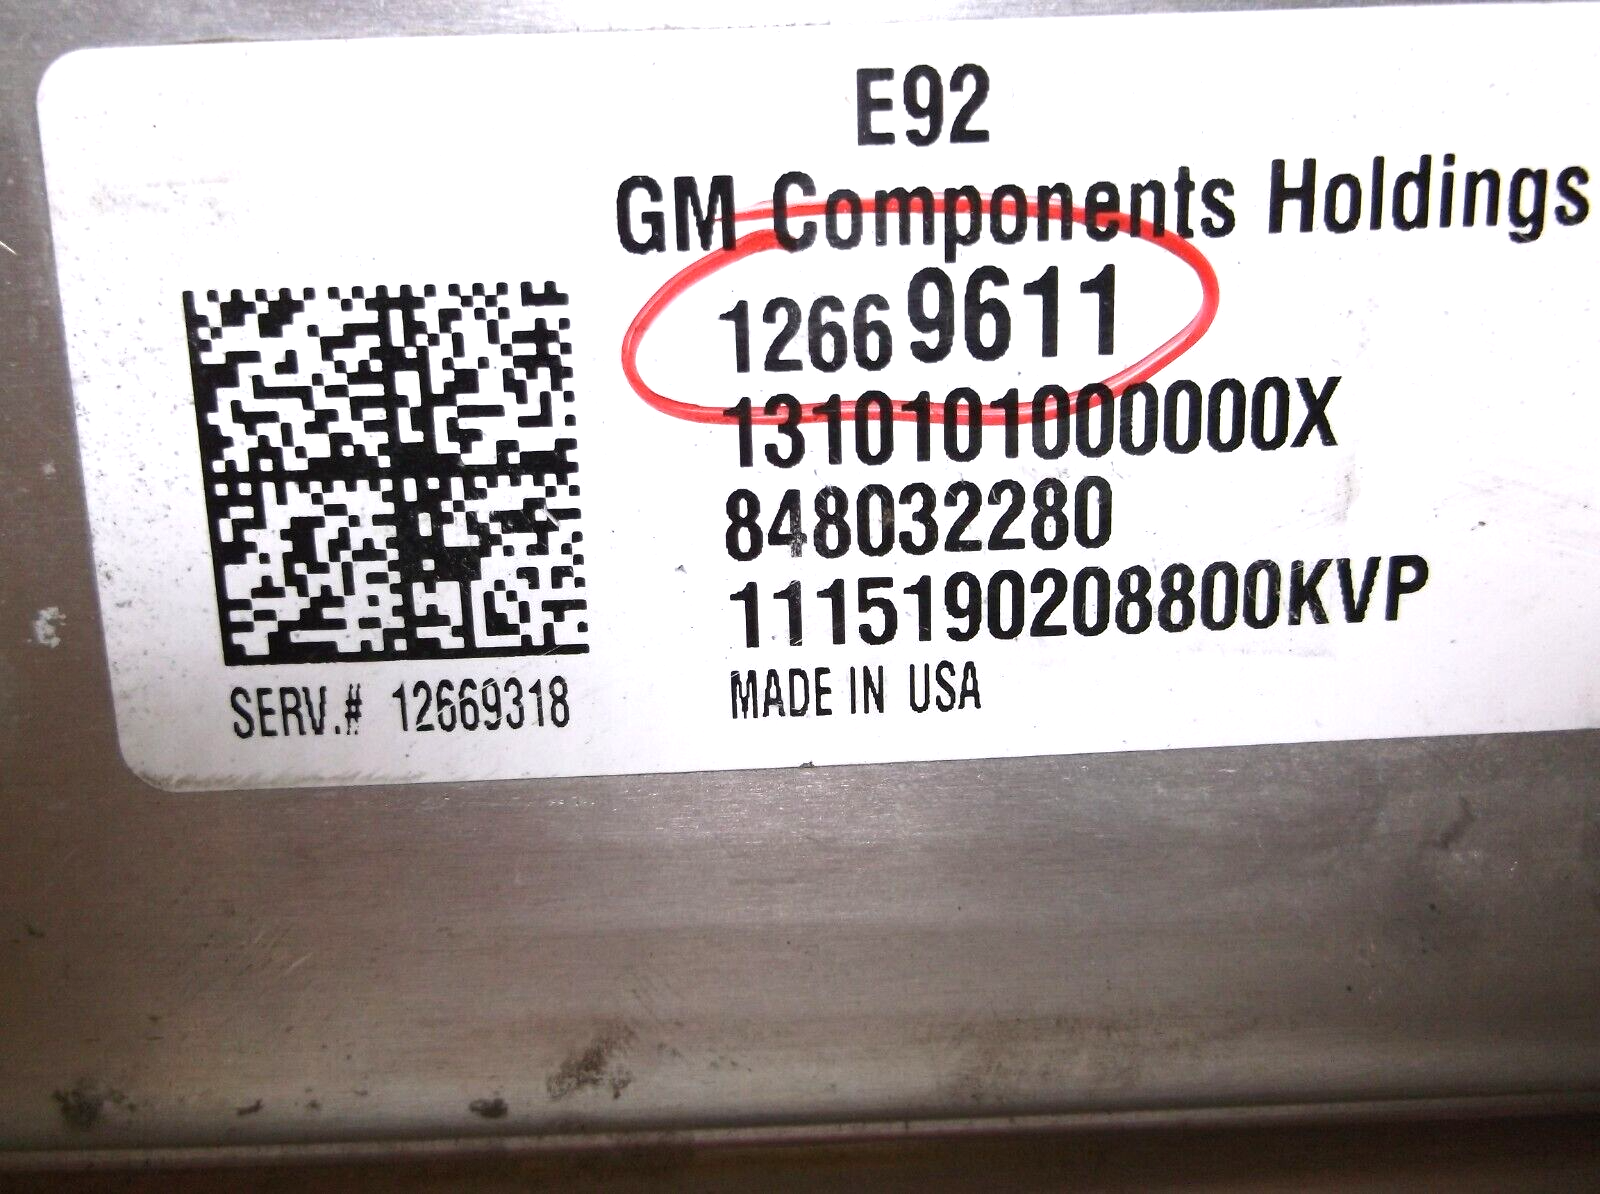 E92
GM Components Holdings
12669611
1310101000000X
848032280
1115190208800KVP
MADE IN USA
SERV.# 12669318